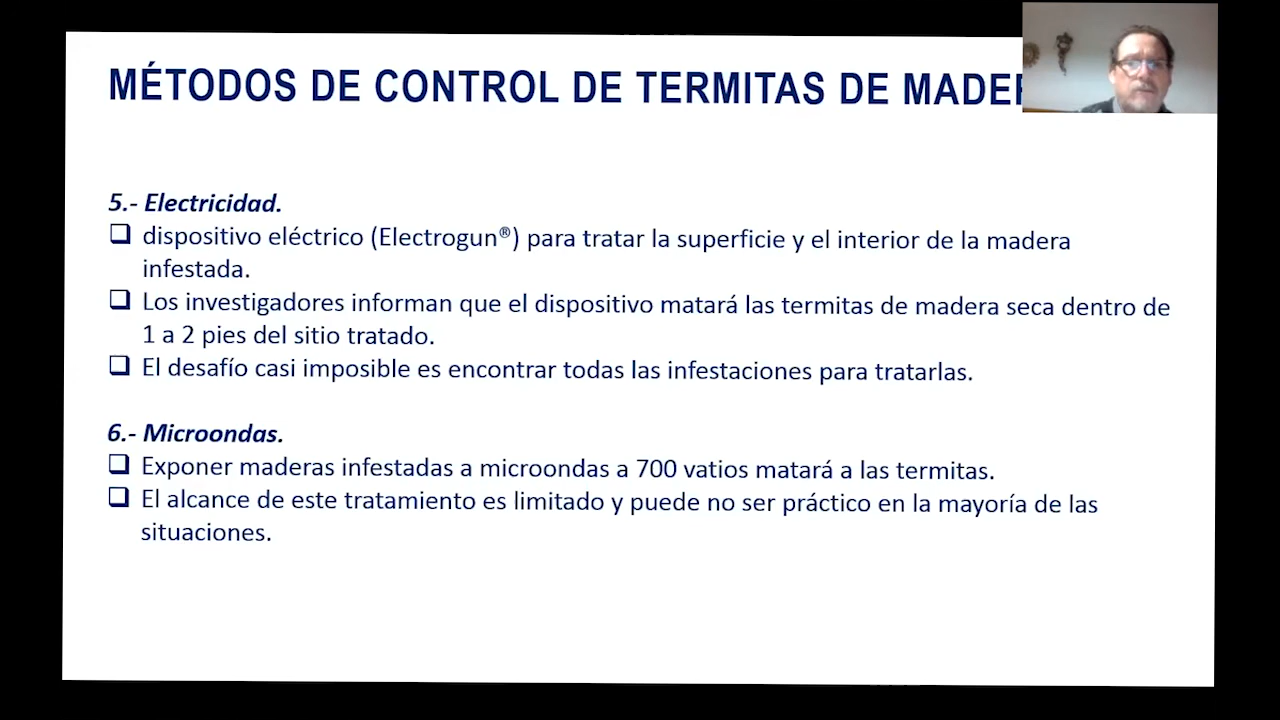 MÉTODOS DE CONTROL DE TERMITAS DE
5.- Electricidad.
❑ dispositivo eléctrico (Electrogun®) para tratar la superficie y el interior de la madera
infestada.
❑ Los investigadores informan que el dispositivo matará las termitas de madera seca dentro de
1 a 2 pies del sitio tratado.
❑ El desafío casi imposible es encontrar todas las infestaciones para tratarlas.
6.- Microondas.
❑ Exponer maderas infestadas a microondas a 700 vatios matará a las termitas.
❑ El alcance de este tratamiento es limitado y puede no ser práctico en la mayoría de las
situaciones.